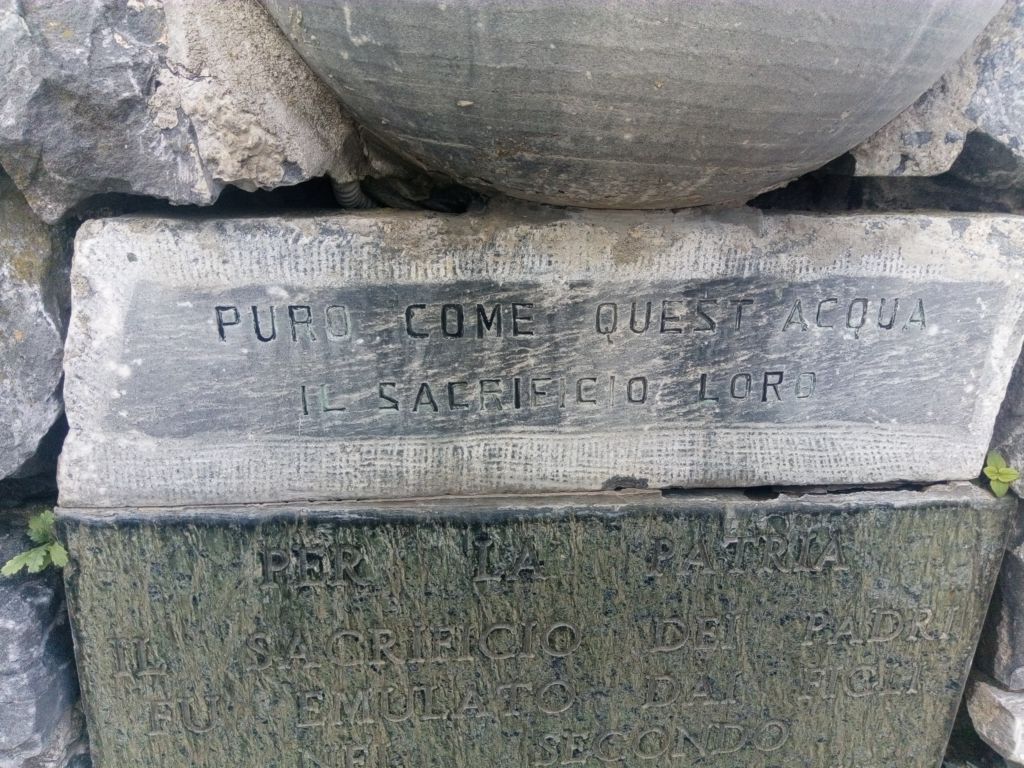 PURO COME QUEST ACQUA
IL SACRIFICIO LORO
PER LA PATRIA
IL SACRIFICIO DEI PADRI
FU EMULATO DAI FIGLI
NEL SECONDO